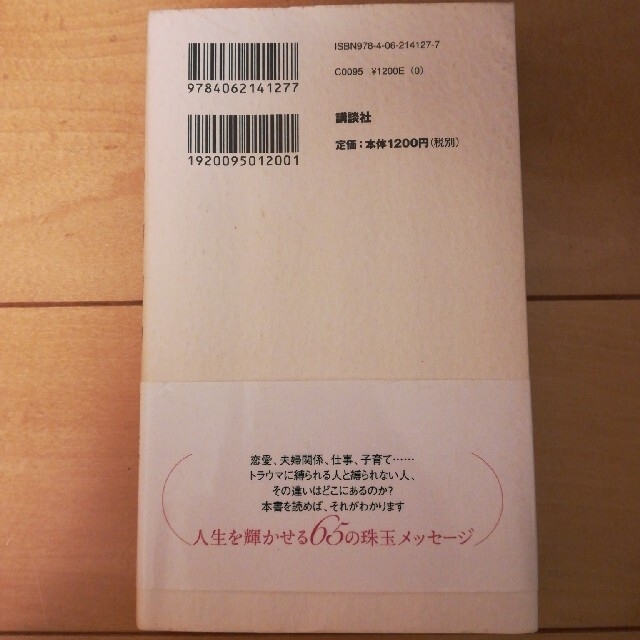 ISBN978-4-06-214127-7
C0095 ¥1200E (0)
9784062141277
講談社
定価:本体1200円(税別)
1920095012001
恋愛、夫婦関係、仕事、子育て……
トラウマに縛られる人と縛られない人、
その違いはどこにあるのか?
本書を読めば、それがわかります
人生を輝かせる65の珠玉メッセージ